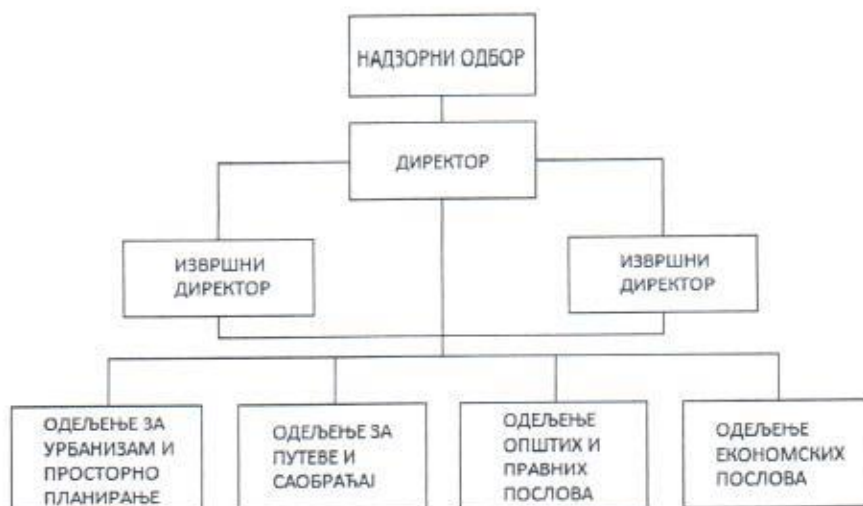 НАДЗОРНИ ОДБОР
ДИРЕКТОР
ИЗВРШНИ
ДИРЕКТОР
ИЗВРШНИ
ДИРЕКТОР
ОДЕЉЕЊЕ ЗА
УРБАНИЗАМ И
ПРОСТОРНО
ПЛАНИРАЊЕ
ОДЕЉЕЊЕ ЗА
ПУТЕВЕ И
САОБРАЋАЈ
ОДЕЉЕЊЕ
ОПШТИХ И
ПРАВНИХ
ПОСЛОВА
ОДЕЉЕЊЕ
ЕКОНОМСКИХ
ПОСЛОВА